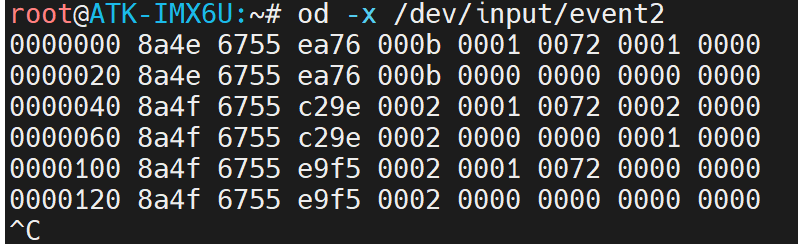 root@ATK-IMX6U:~# od -x /dev/input/event2
0000000 8a4e 6755 ea76 000b 0001 0072 0001 0000
0000020 8a4e 6755 ea76 000b 0000 0000 0000 0000
0000040 8a4f 6755 c29e 0002 0001 0072 0002 0000
0000060 8a4f 6755 c29e 0002 0000 0000 0001 0000
0000100 8a4f 6755 e9f5 0002 0001 0072 0000 0000
0000120 8a4f 6755 e9f5 0002 0000 0000 0000 0000
^C